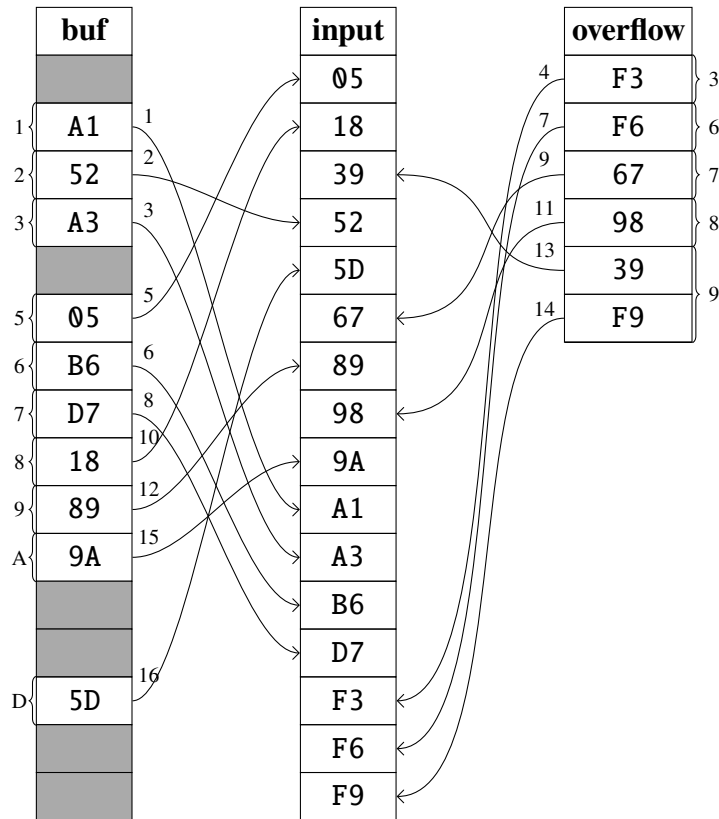 buf input overflow
05 4 F3 3
1 A1 1 18 7 F6 6
2 52 2 39 9 67 7
3 A3 3 52 11 98 8
5D 13 39
5 05 5 67 14 F9 9
6 B6 6 89
7 D7 8 98
8 18 10 9A
9 89 12 A1
A 9A 15 A3
B6
D7
D 5D 16 F3
F6
F9